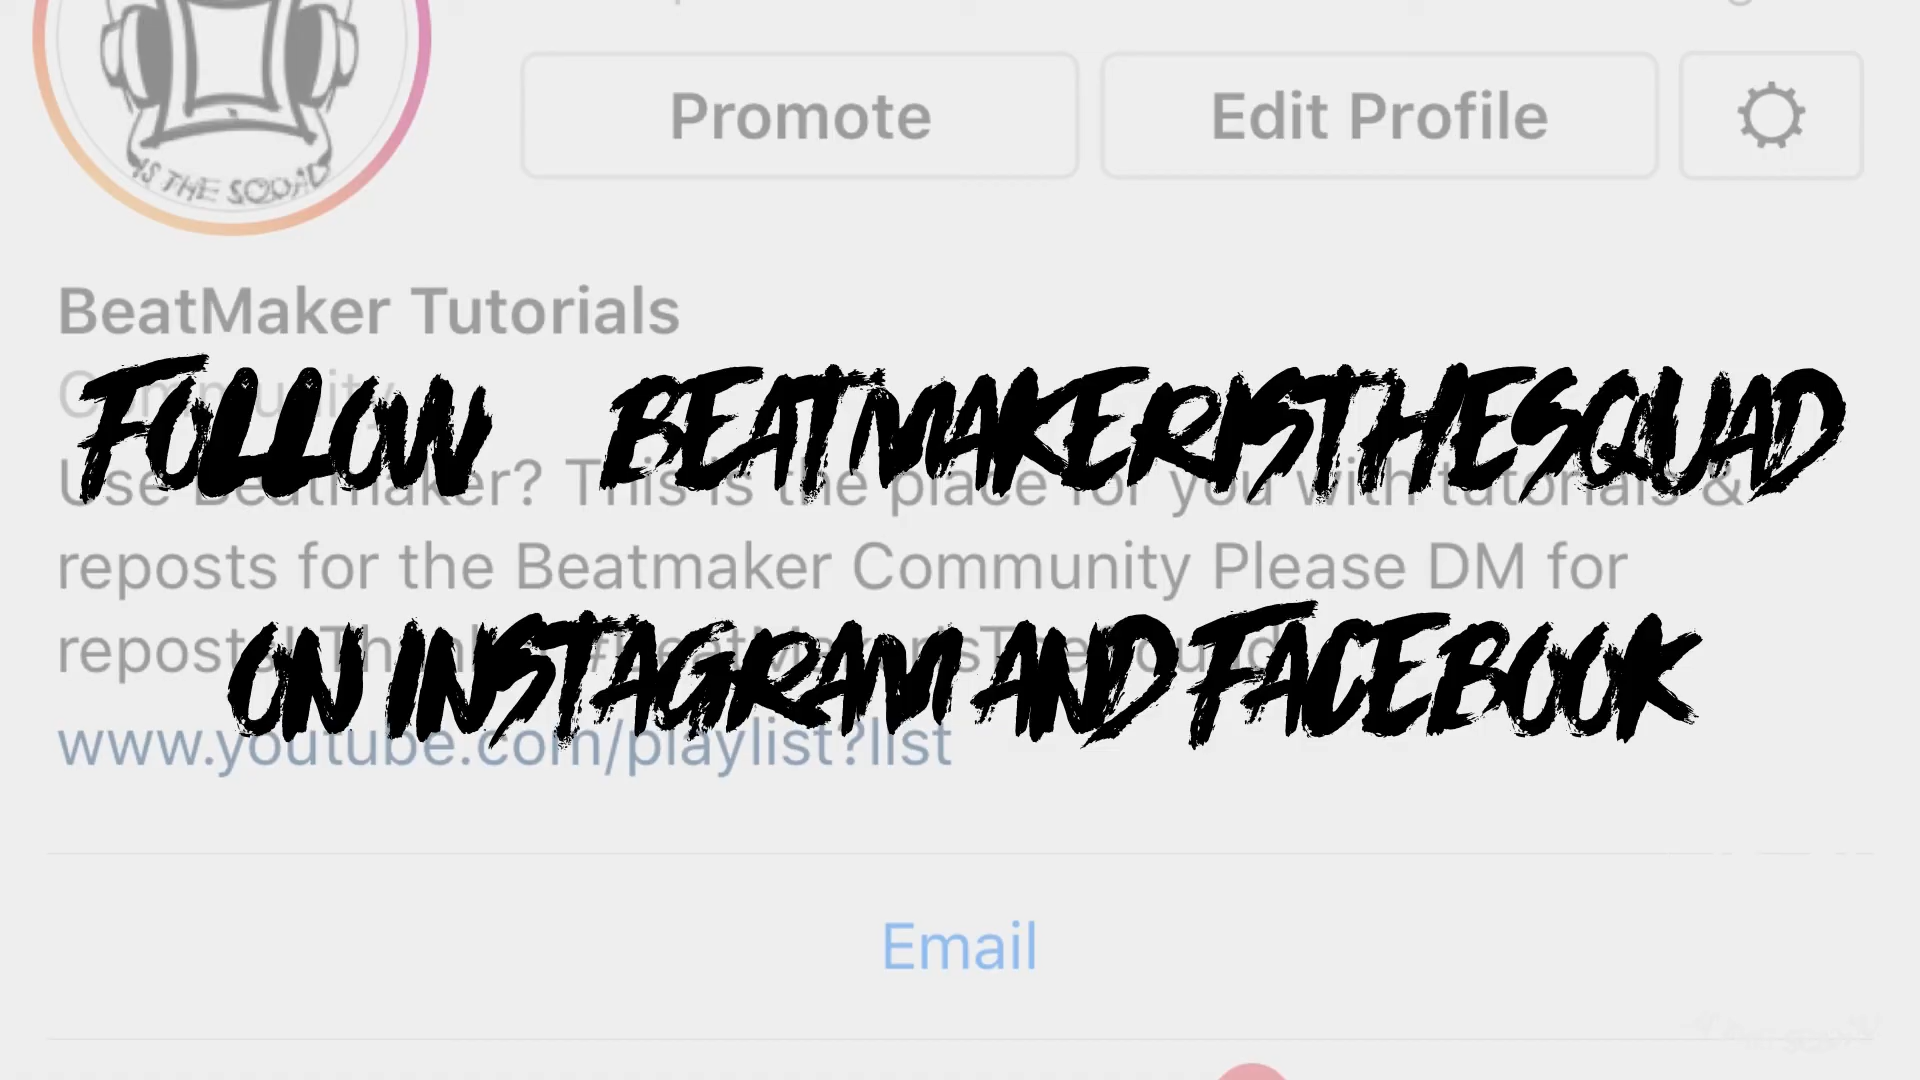 IS THE SQUAD
Promote
Edit Profile
BeatMaker Tutorials
Community
FOLLOW BEATMAKERISTHESQUAD
Use Beatmaker? This is the place for you with tutorials &
reposts for the Beatmaker Community Please DM for
ON INSTAGRAM AND FACEBOOK
www.youtube.com/playlist?list
Email